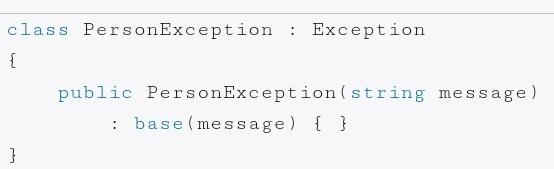 class PersonException : Exception
{
    public PersonException(string message)
        : base(message) { }
}